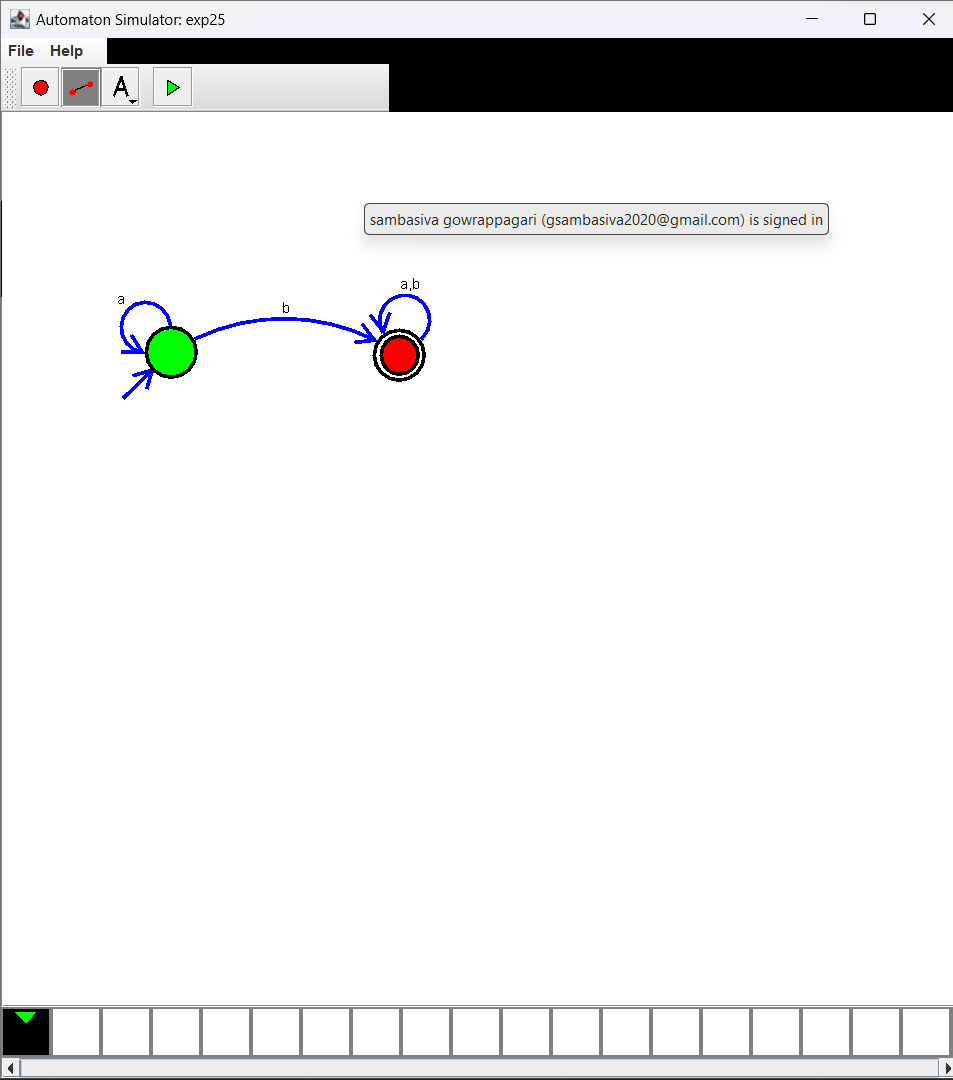 Automaton Simulator: exp25
File Help
A
sambasiva gowrappagari (gsambasiva2020@gmail.com) is signed in
a,b
a
b